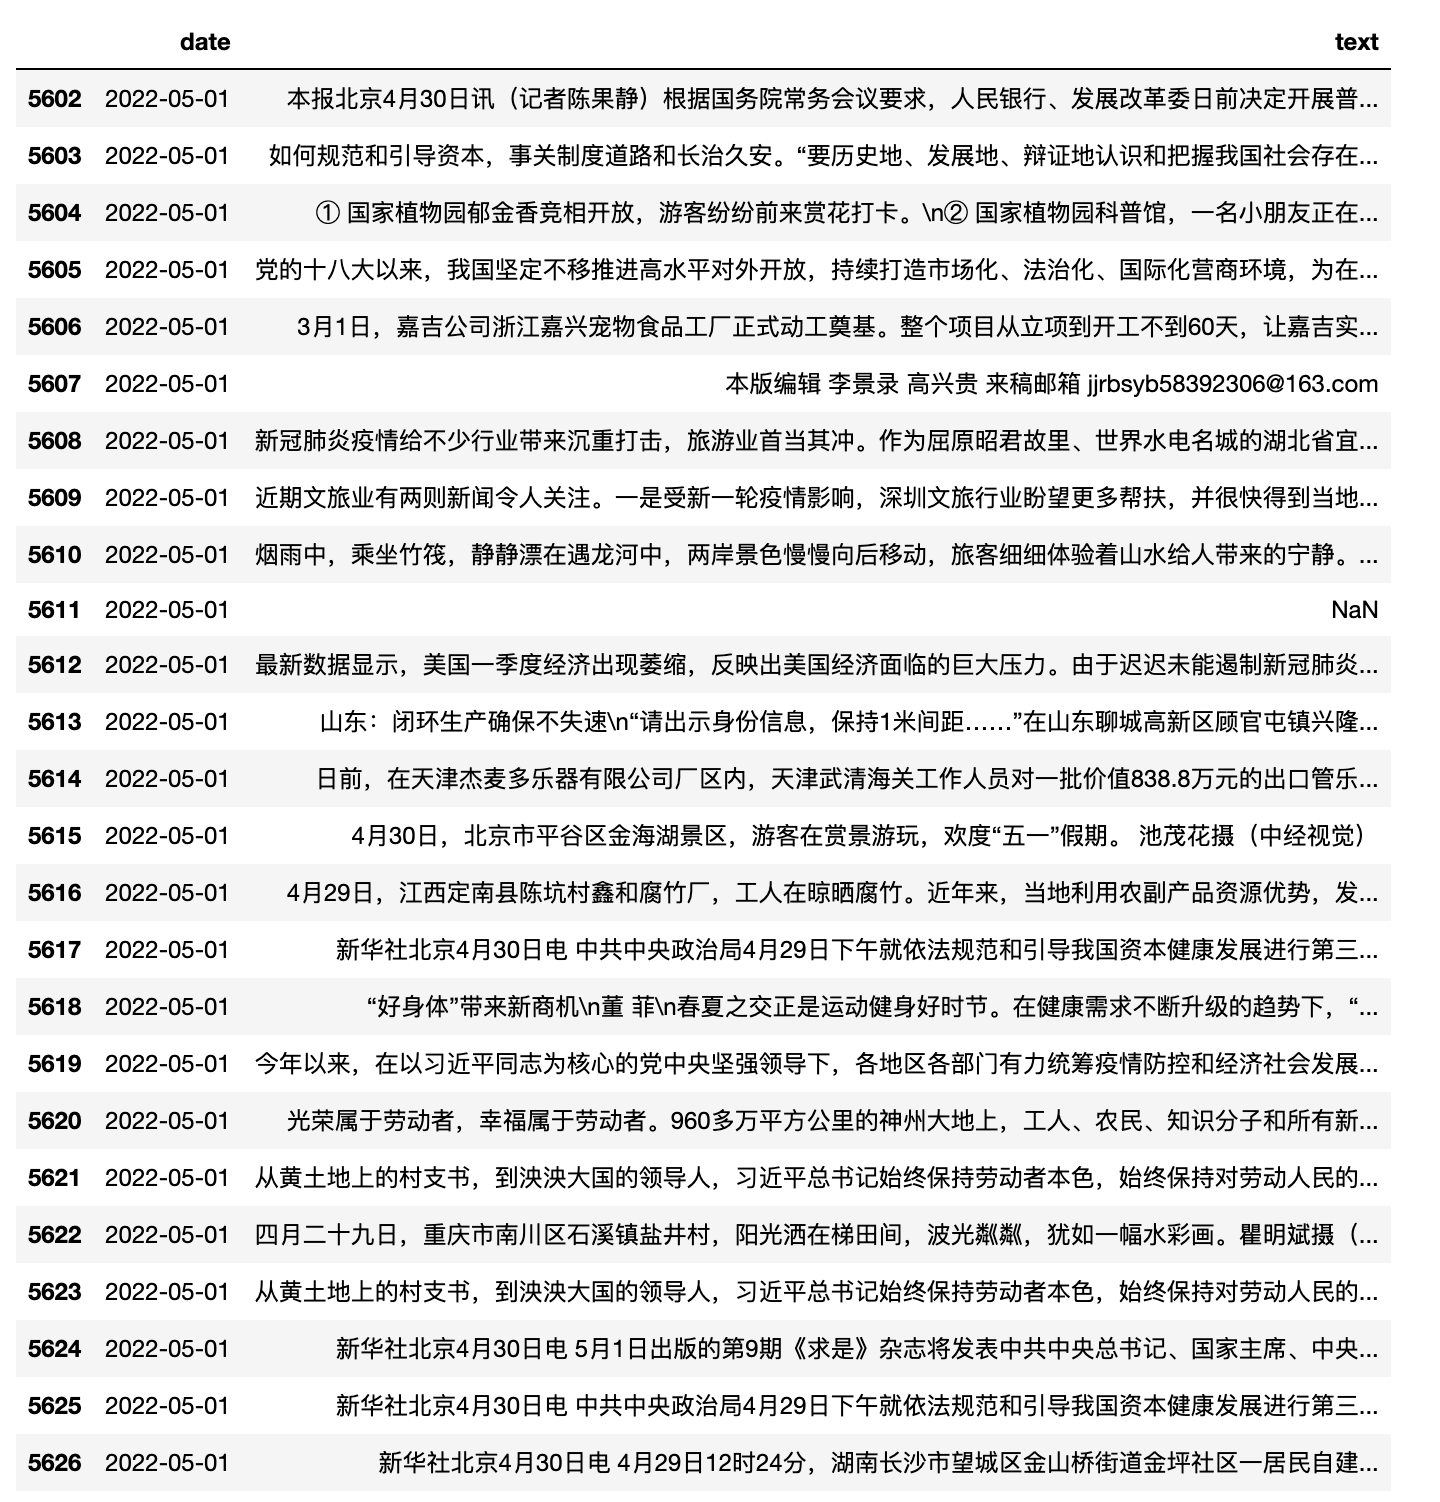 date text
5602 2022-05-01 本报北京4月30日讯（记者陈果静）根据国务院常务会议要求，人民银行、发展改革委日前决定开展普...
5603 2022-05-01 如何规范和引导资本，事关制度道路和长治久安。“要历史地、发展地、辩证地认识和把握我国社会存在...
5604 2022-05-01 ① 国家植物园郁金香竞相开放，游客纷纷前来赏花打卡。\n② 国家植物园科普馆，一名小朋友正在...
5605 2022-05-01 党的十八大以来，我国坚定不移推进高水平对外开放，持续打造市场化、法治化、国际化营商环境，为在...
5606 2022-05-01 3月1日，嘉吉公司浙江嘉兴宠物食品工厂正式动工奠基。整个项目从立项到开工不到60天，让嘉吉实...
5607 2022-05-01 本版编辑 李景录 高兴贵 来稿邮箱 jjrbsyb58392306@163.com
5608 2022-05-01 新冠肺炎疫情给不少行业带来沉重打击，旅游业首当其冲。作为屈原昭君故里、世界水电名城的湖北省宜...
5609 2022-05-01 近期文旅业有两则新闻令人关注。一是受新一轮疫情影响，深圳文旅行业盼望更多帮扶，并很快得到当地...
5610 2022-05-01 烟雨中，乘坐竹筏，静静漂在遇龙河中，两岸景色慢慢向后移动，旅客细细体验着山水给人带来的宁静。...
5611 2022-05-01 NaN
5612 2022-05-01 最新数据显示，美国一季度经济出现萎缩，反映出美国经济面临的巨大压力。由于迟迟未能遏制新冠肺炎...
5613 2022-05-01 山东：闭环生产确保不失速\n“请出示身份信息，保持1米间距……”在山东聊城高新区顾官屯镇兴隆...
5614 2022-05-01 日前，在天津杰麦多乐器有限公司厂区内，天津武清海关工作人员对一批价值838.8万元的出口管乐...
5615 2022-05-01 4月30日，北京市平谷区金海湖景区，游客在赏景游玩，欢度“五一”假期。 池茂花摄（中经视觉）
5616 2022-05-01 4月29日，江西定南县陈坑村鑫和腐竹厂，工人在晾晒腐竹。近年来，当地利用农副产品资源优势，发...
5617 2022-05-01 新华社北京4月30日电 中共中央政治局4月29日下午就依法规范和引导我国资本健康发展进行第三...
5618 2022-05-01 “好身体”带来新商机\n董 菲\n春夏之交正是运动健身好时节。在健康需求不断升级的趋势下，“...
5619 2022-05-01 今年以来，在以习近平同志为核心的党中央坚强领导下，各地区各部门有力统筹疫情防控和经济社会发展...
5620 2022-05-01 光荣属于劳动者，幸福属于劳动者。960多万平方公里的神州大地上，工人、农民、知识分子和所有新...
5621 2022-05-01 从黄土地上的村支书，到泱泱大国的领导人，习近平总书记始终保持劳动者本色，始终保持对劳动人民的...
5622 2022-05-01 四月二十九日，重庆市南川区石溪镇盐井村，阳光洒在梯田间，波光粼粼，犹如一幅水彩画。瞿明斌摄（...
5623 2022-05-01 从黄土地上的村支书，到泱泱大国的领导人，习近平总书记始终保持劳动者本色，始终保持对劳动人民的...
5624 2022-05-01 新华社北京4月30日电 5月1日出版的第9期《求是》杂志将发表中共中央总书记、国家主席、中央...
5625 2022-05-01 新华社北京4月30日电 中共中央政治局4月29日下午就依法规范和引导我国资本健康发展进行第三...
5626 2022-05-01 新华社北京4月30日电 4月29日12时24分，湖南长沙市望城区金山桥街道金坪社区一居民自建...